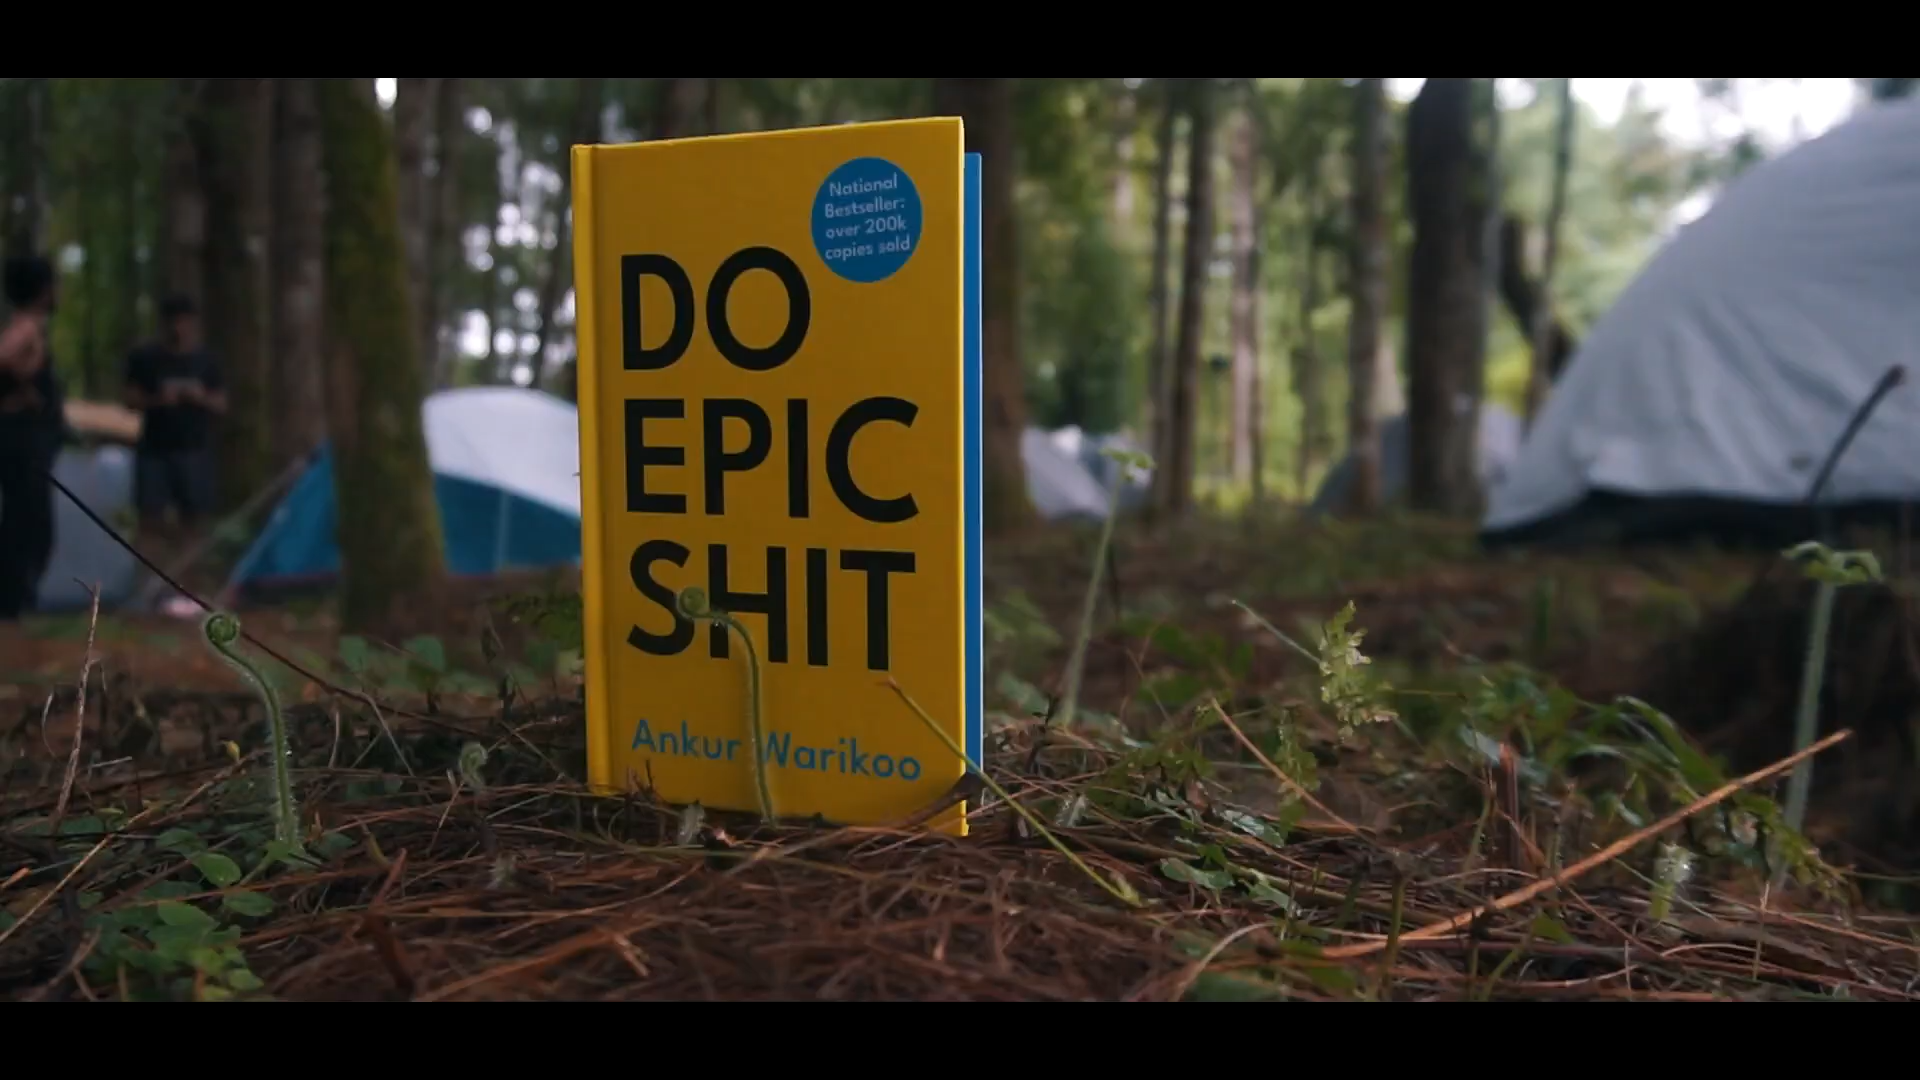 National
Bestseller:
over 200k
copies sold
DO
EPIC
SHIT
Ankur Warikoo